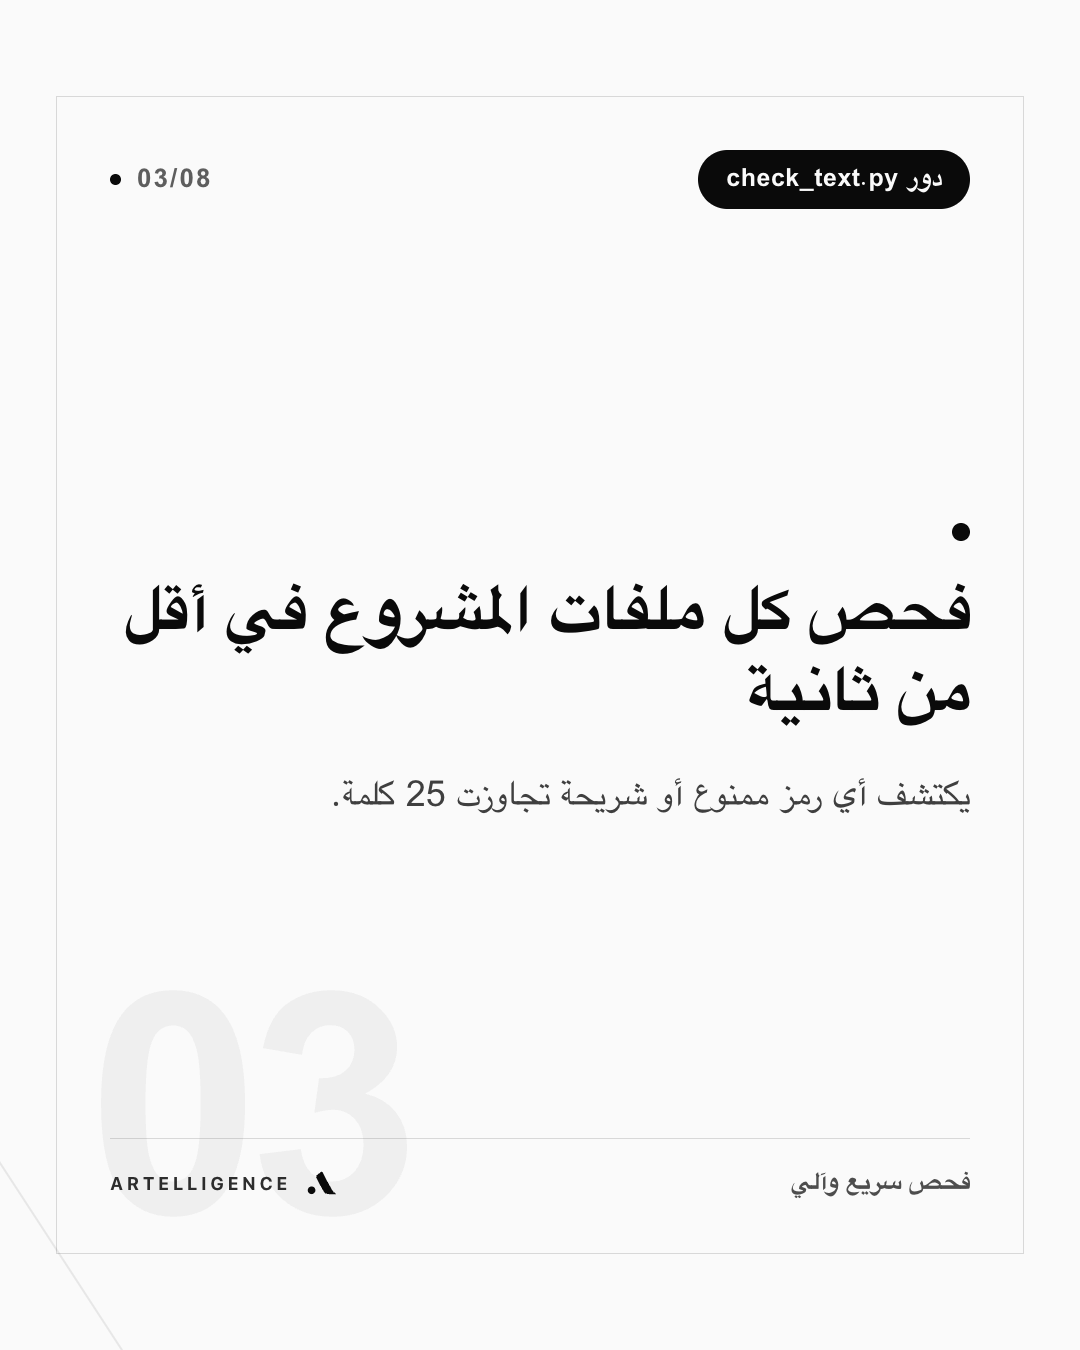 دور check_text.py
03/08
فحص كل ملفات المشروع في أقل
من ثانية
يكتشف أي رمز ممنوع أو شريحة تجاوزت 25 كلمة.
03
فحص سريع وآلي
ARTELLIGENCE